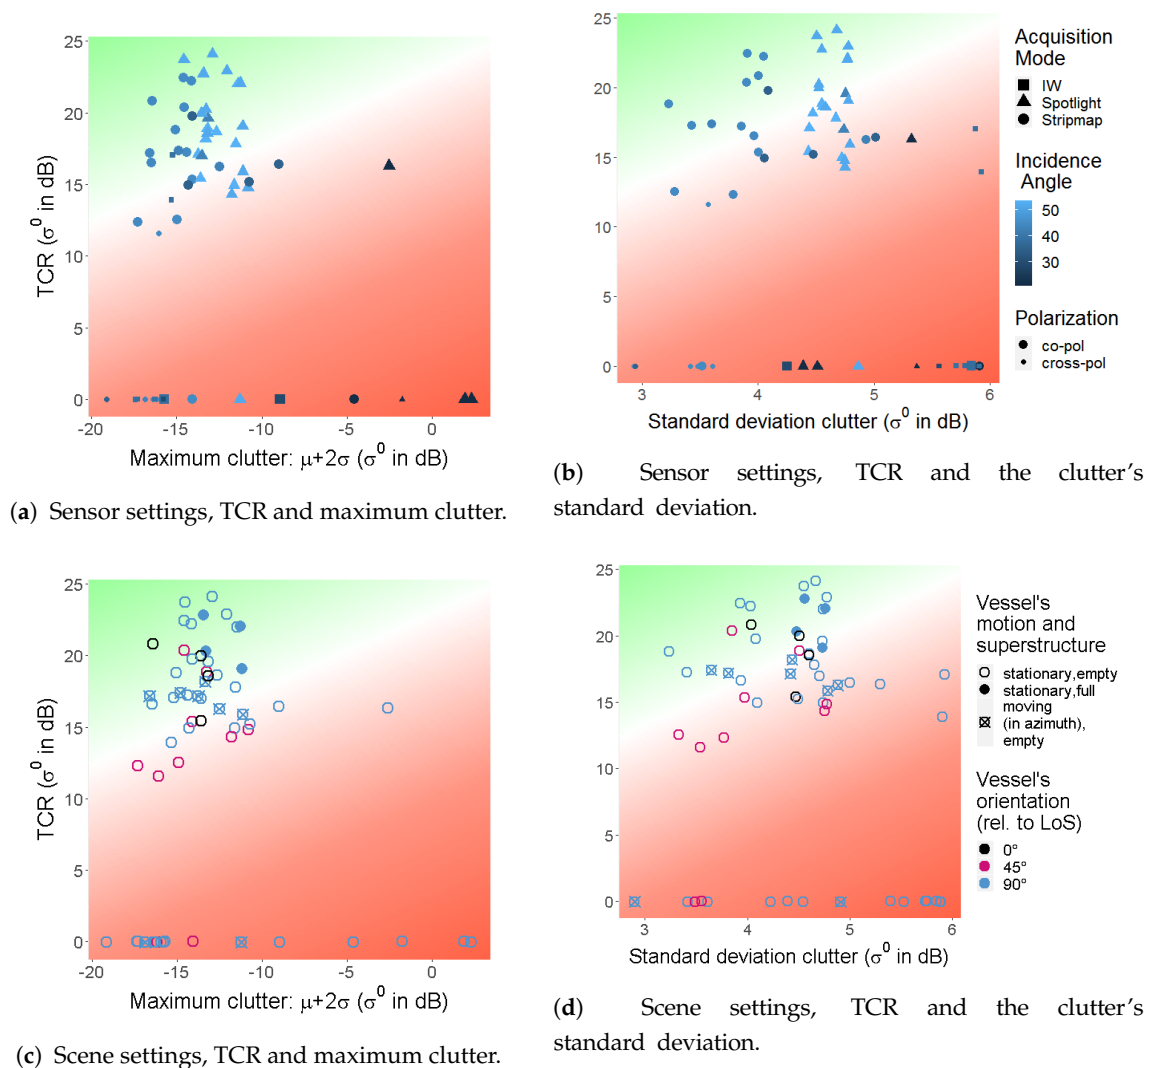 25
20
15
10
5
0
TCR (σ⁰ in dB)
-20 -15 -10 -5 0
Maximum clutter: μ+2σ (σ⁰ in dB)
(a) Sensor settings, TCR and maximum clutter.
25
20
15
10
5
0
3 4 5 6
Standard deviation clutter (σ⁰ in dB)
(b) Sensor settings, TCR and the clutter's
standard deviation.
Acquisition
Mode
IW
Spotlight
Stripmap
Incidence
Angle
50
40
30
Polarization
co-pol
cross-pol
25
20
15
10
5
0
TCR (σ⁰ in dB)
-20 -15 -10 -5 0
Maximum clutter: μ+2σ (σ⁰ in dB)
(c) Scene settings, TCR and maximum clutter.
25
20
15
10
5
0
3 4 5 6
Standard deviation clutter (σ⁰ in dB)
(d) Scene settings, TCR and the clutter's
standard deviation.
Vessel's
motion and
superstructure
stationary,empty
stationary,full
moving
(in azimuth),
empty
Vessel's
orientation
(rel. to LoS)
0°
45°
90°